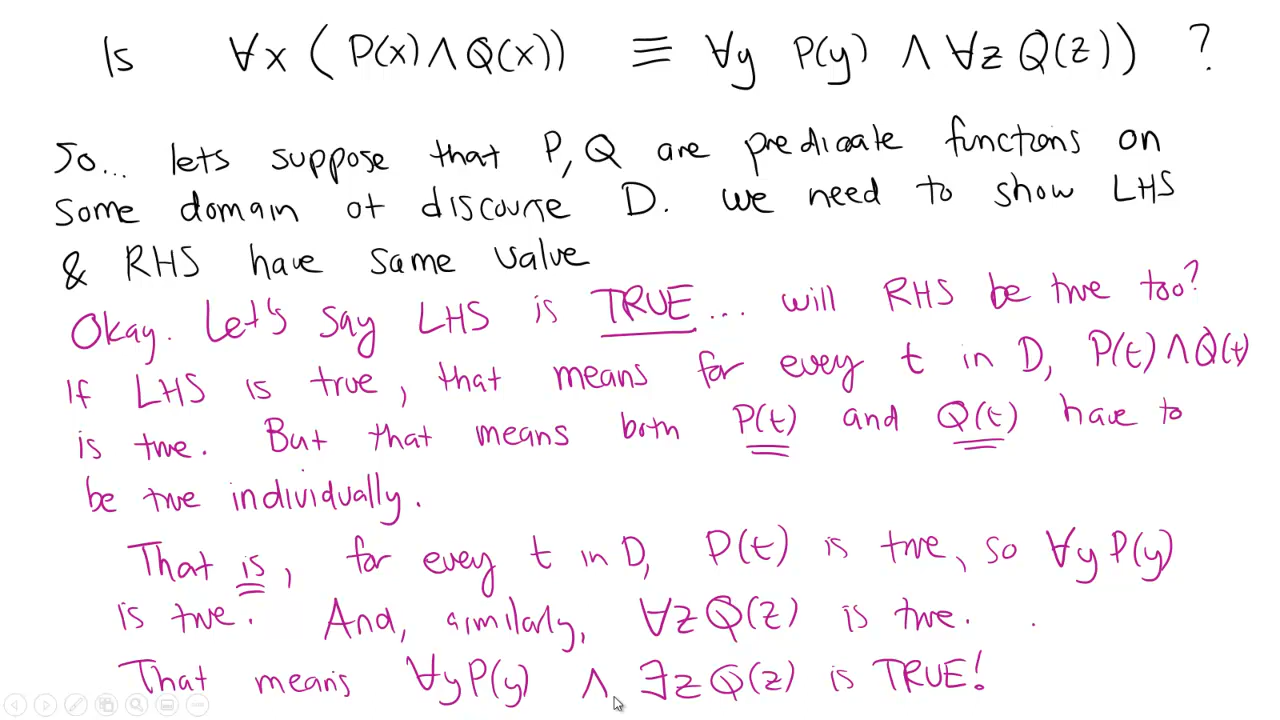 Is ∀x (P(x) ∧ Q(x)) ≡ ∀y P(y) ∧ ∀z Q(z)) ?
So... lets suppose that P, Q are predicate functions on
some domain of discourse D. we need to show LHS
& RHS have same value
Okay. Let's say LHS is TRUE... will RHS be true too?
If LHS is true, that means for every t in D, P(t) ∧ Q(t)
is true. But that means both P(t) and Q(t) have to
be true individually.
That is, for every t in D, P(t) is true, so ∀y P(y)
is true. And, similarly, ∀z Q(z) is true.
That means ∀y P(y) ∧ ∃z Q(z) is TRUE!